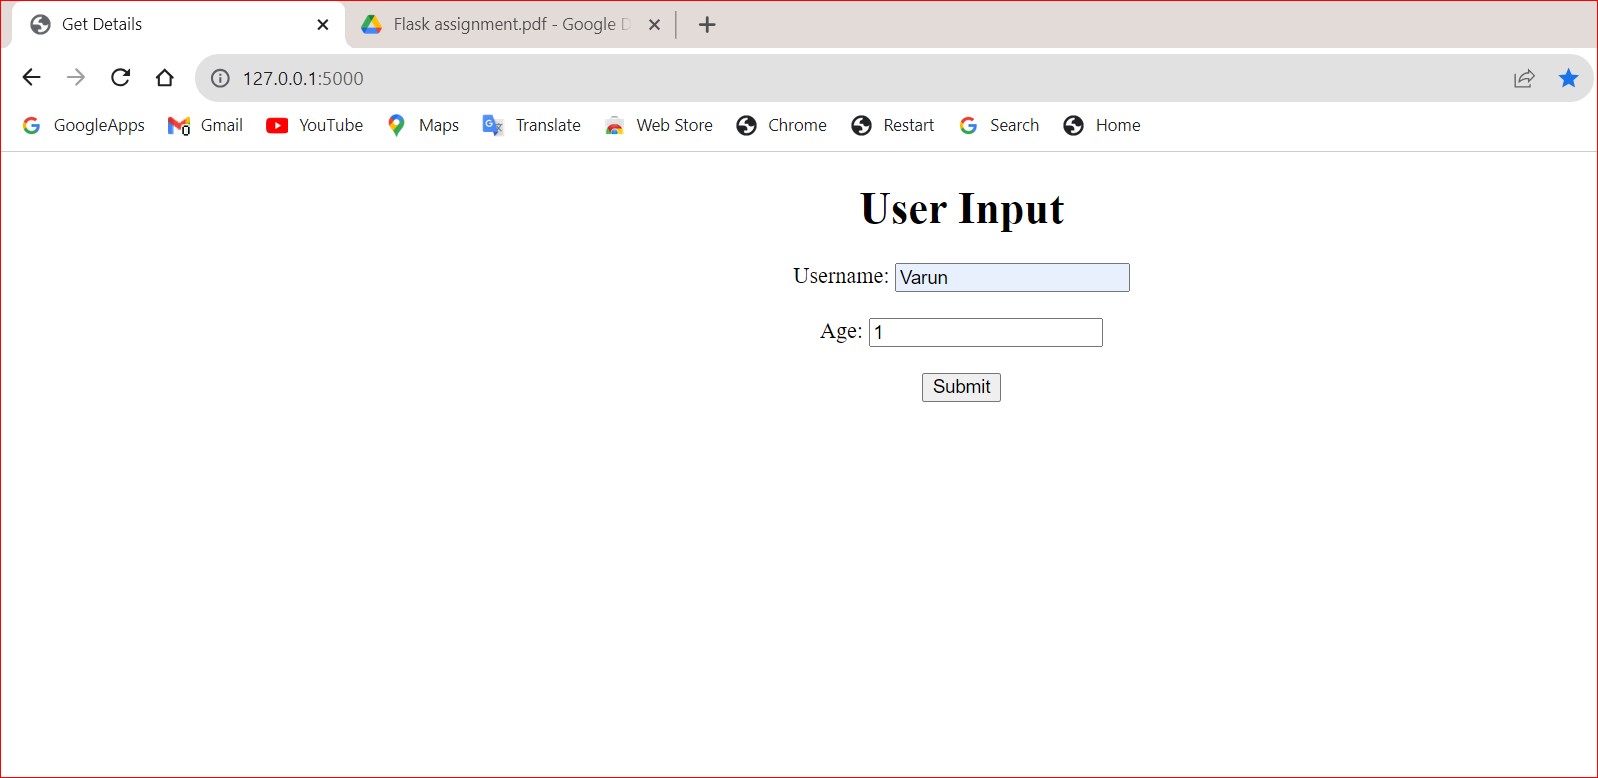 Get Details
Flask assignment.pdf - Google D
127.0.0.1:5000
GoogleApps Gmail YouTube Maps Translate Web Store Chrome Restart Search Home
User Input
Username: Varun
Age: 1
Submit